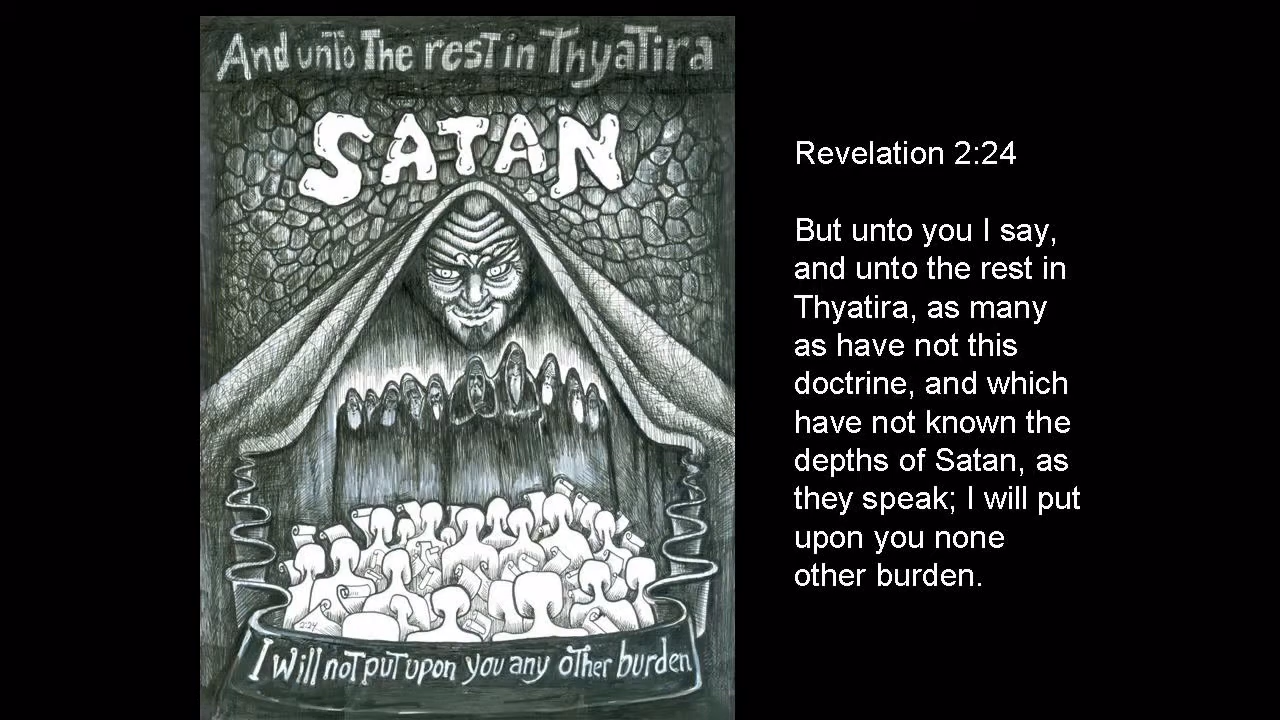 And unto The rest in Thyatira
SATAN
2:24
I will not put upon you any other burden
Revelation 2:24
But unto you I say,
and unto the rest in
Thyatira, as many
as have not this
doctrine, and which
have not known the
depths of Satan, as
they speak; I will put
upon you none
other burden.